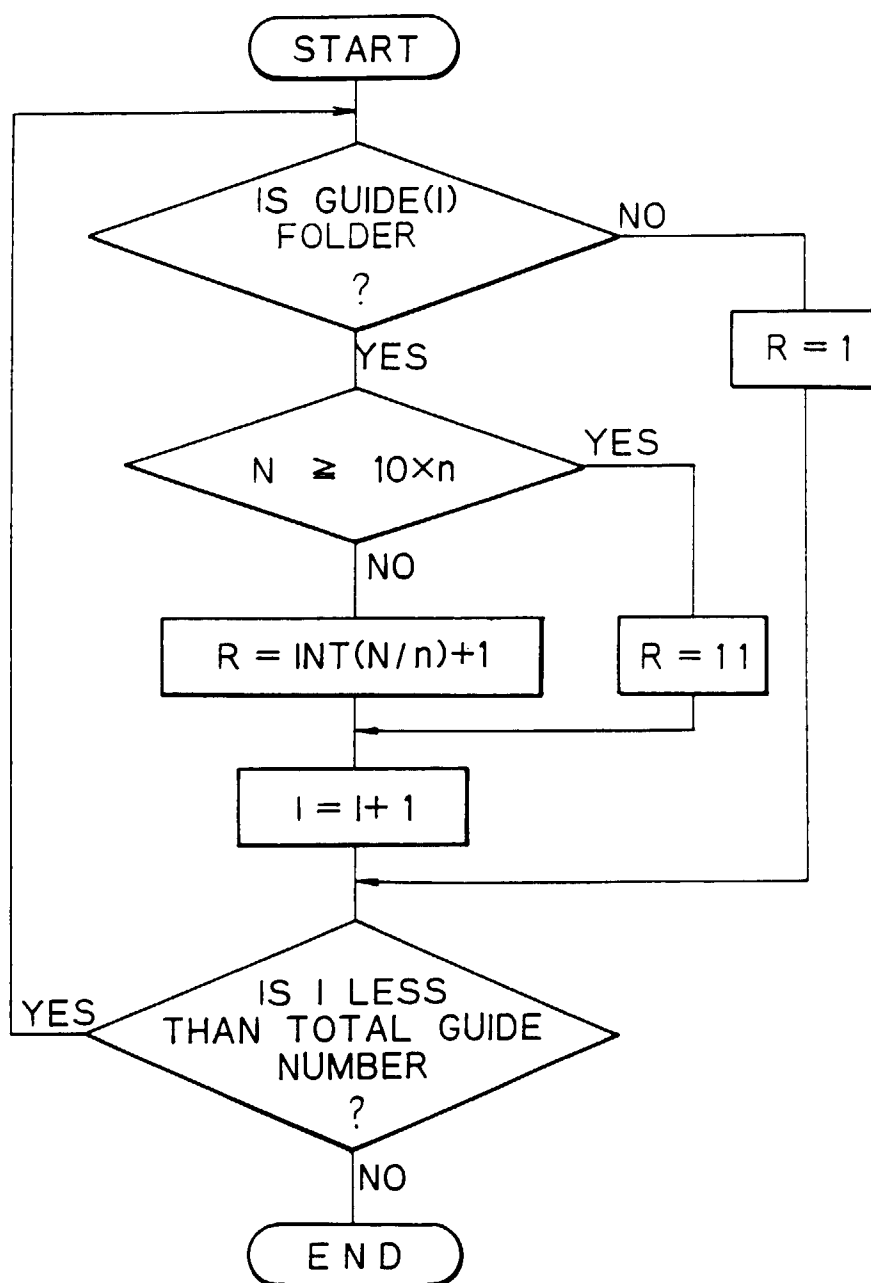 START
IS GUIDE(I)
FOLDER
?
NO
R = 1
YES
N ≧ 10×n
YES
NO
R = INT(N/n)+1
R = 11
I = I+ 1
IS I LESS
THAN TOTAL GUIDE
NUMBER
?
YES
NO
END